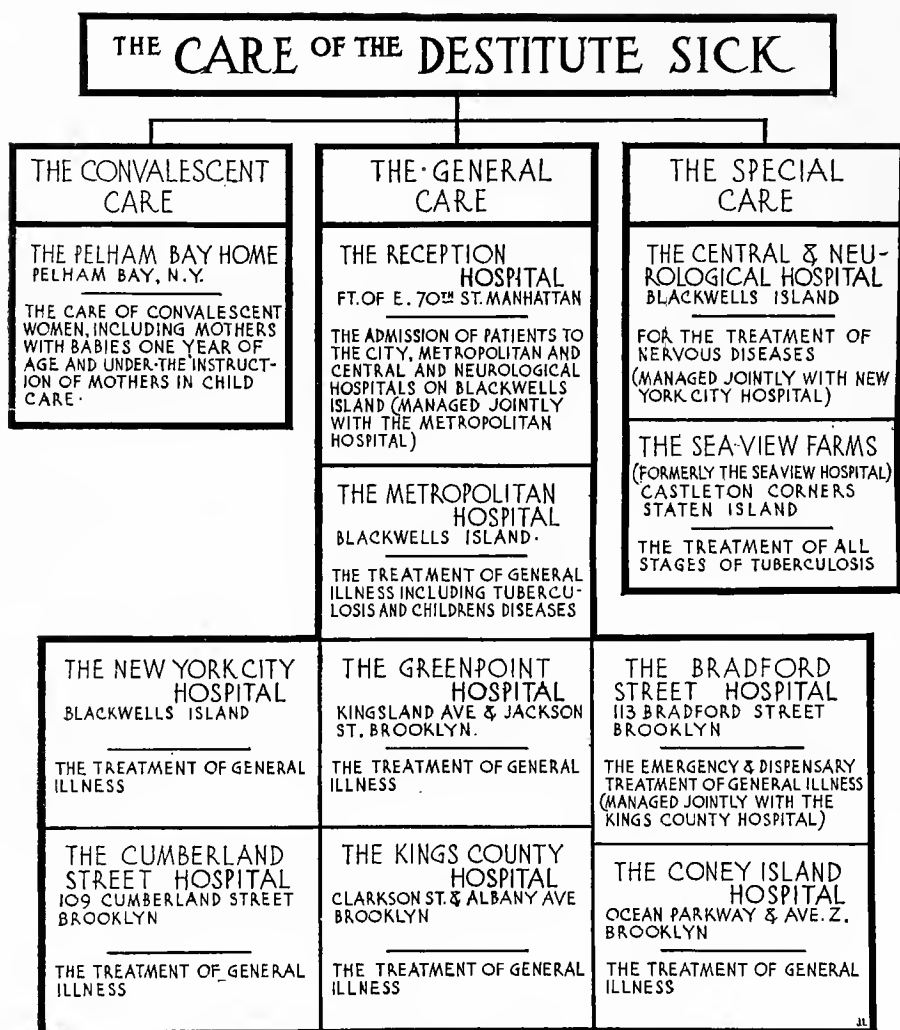 THE CARE OF THE DESTITUTE SICK
THE CONVALESCENT
CARE
THE PELHAM BAY HOME
PELHAM BAY, N.Y.
THE CARE OF CONVALESCENT
WOMEN, INCLUDING MOTHERS
WITH BABIES ONE YEAR OF
AGE AND UNDER·THE INSTRUCT-
ION OF MOTHERS IN CHILD
CARE·
THE·GENERAL
CARE
THE RECEPTION
HOSPITAL
FT. OF E. 70TH ST. MANHATTAN
THE ADMISSION OF PATIENTS TO
THE CITY, METROPOLITAN AND
CENTRAL AND NEUROLOGICAL
HOSPITALS ON BLACKWELLS
ISLAND (MANAGED JOINTLY
WITH THE METROPOLITAN
HOSPITAL)
THE METROPOLITAN
HOSPITAL
BLACKWELLS ISLAND·
THE TREATMENT OF GENERAL
ILLNESS INCLUDING TUBERCU-
LOSIS AND CHILDRENS DISEASES
THE SPECIAL
CARE
THE CENTRAL & NEU-
ROLOGICAL HOSPITAL
BLACKWELLS ISLAND
FOR THE TREATMENT OF
NERVOUS DISEASES
(MANAGED JOINTLY WITH NEW
YORK CITY HOSPITAL)
THE SEA·VIEW FARMS
(FORMERLY THE SEAVIEW HOSPITAL)
CASTLETON CORNERS
STATEN ISLAND
THE TREATMENT OF ALL
STAGES OF TUBERCULOSIS
THE NEW YORK CITY
HOSPITAL
BLACKWELLS ISLAND
THE TREATMENT OF GENERAL
ILLNESS
THE GREENPOINT
HOSPITAL
KINGSLAND AVE & JACKSON
ST. BROOKLYN.
THE TREATMENT OF GENERAL
ILLNESS
THE BRADFORD
STREET HOSPITAL
113 BRADFORD STREET
BROOKLYN
THE EMERGENCY & DISPENSARY
TREATMENT OF GENERAL ILLNESS
(MANAGED JOINTLY WITH THE
KINGS COUNTY HOSPITAL)
THE CUMBERLAND
STREET HOSPITAL
109 CUMBERLAND STREET
BROOKLYN
THE TREATMENT OF GENERAL
ILLNESS
THE KINGS COUNTY
HOSPITAL
CLARKSON ST. & ALBANY AVE
BROOKLYN
THE TREATMENT OF GENERAL
ILLNESS
THE CONEY ISLAND
HOSPITAL
OCEAN PARKWAY & AVE. Z.
BROOKLYN
THE TREATMENT OF GENERAL
ILLNESS